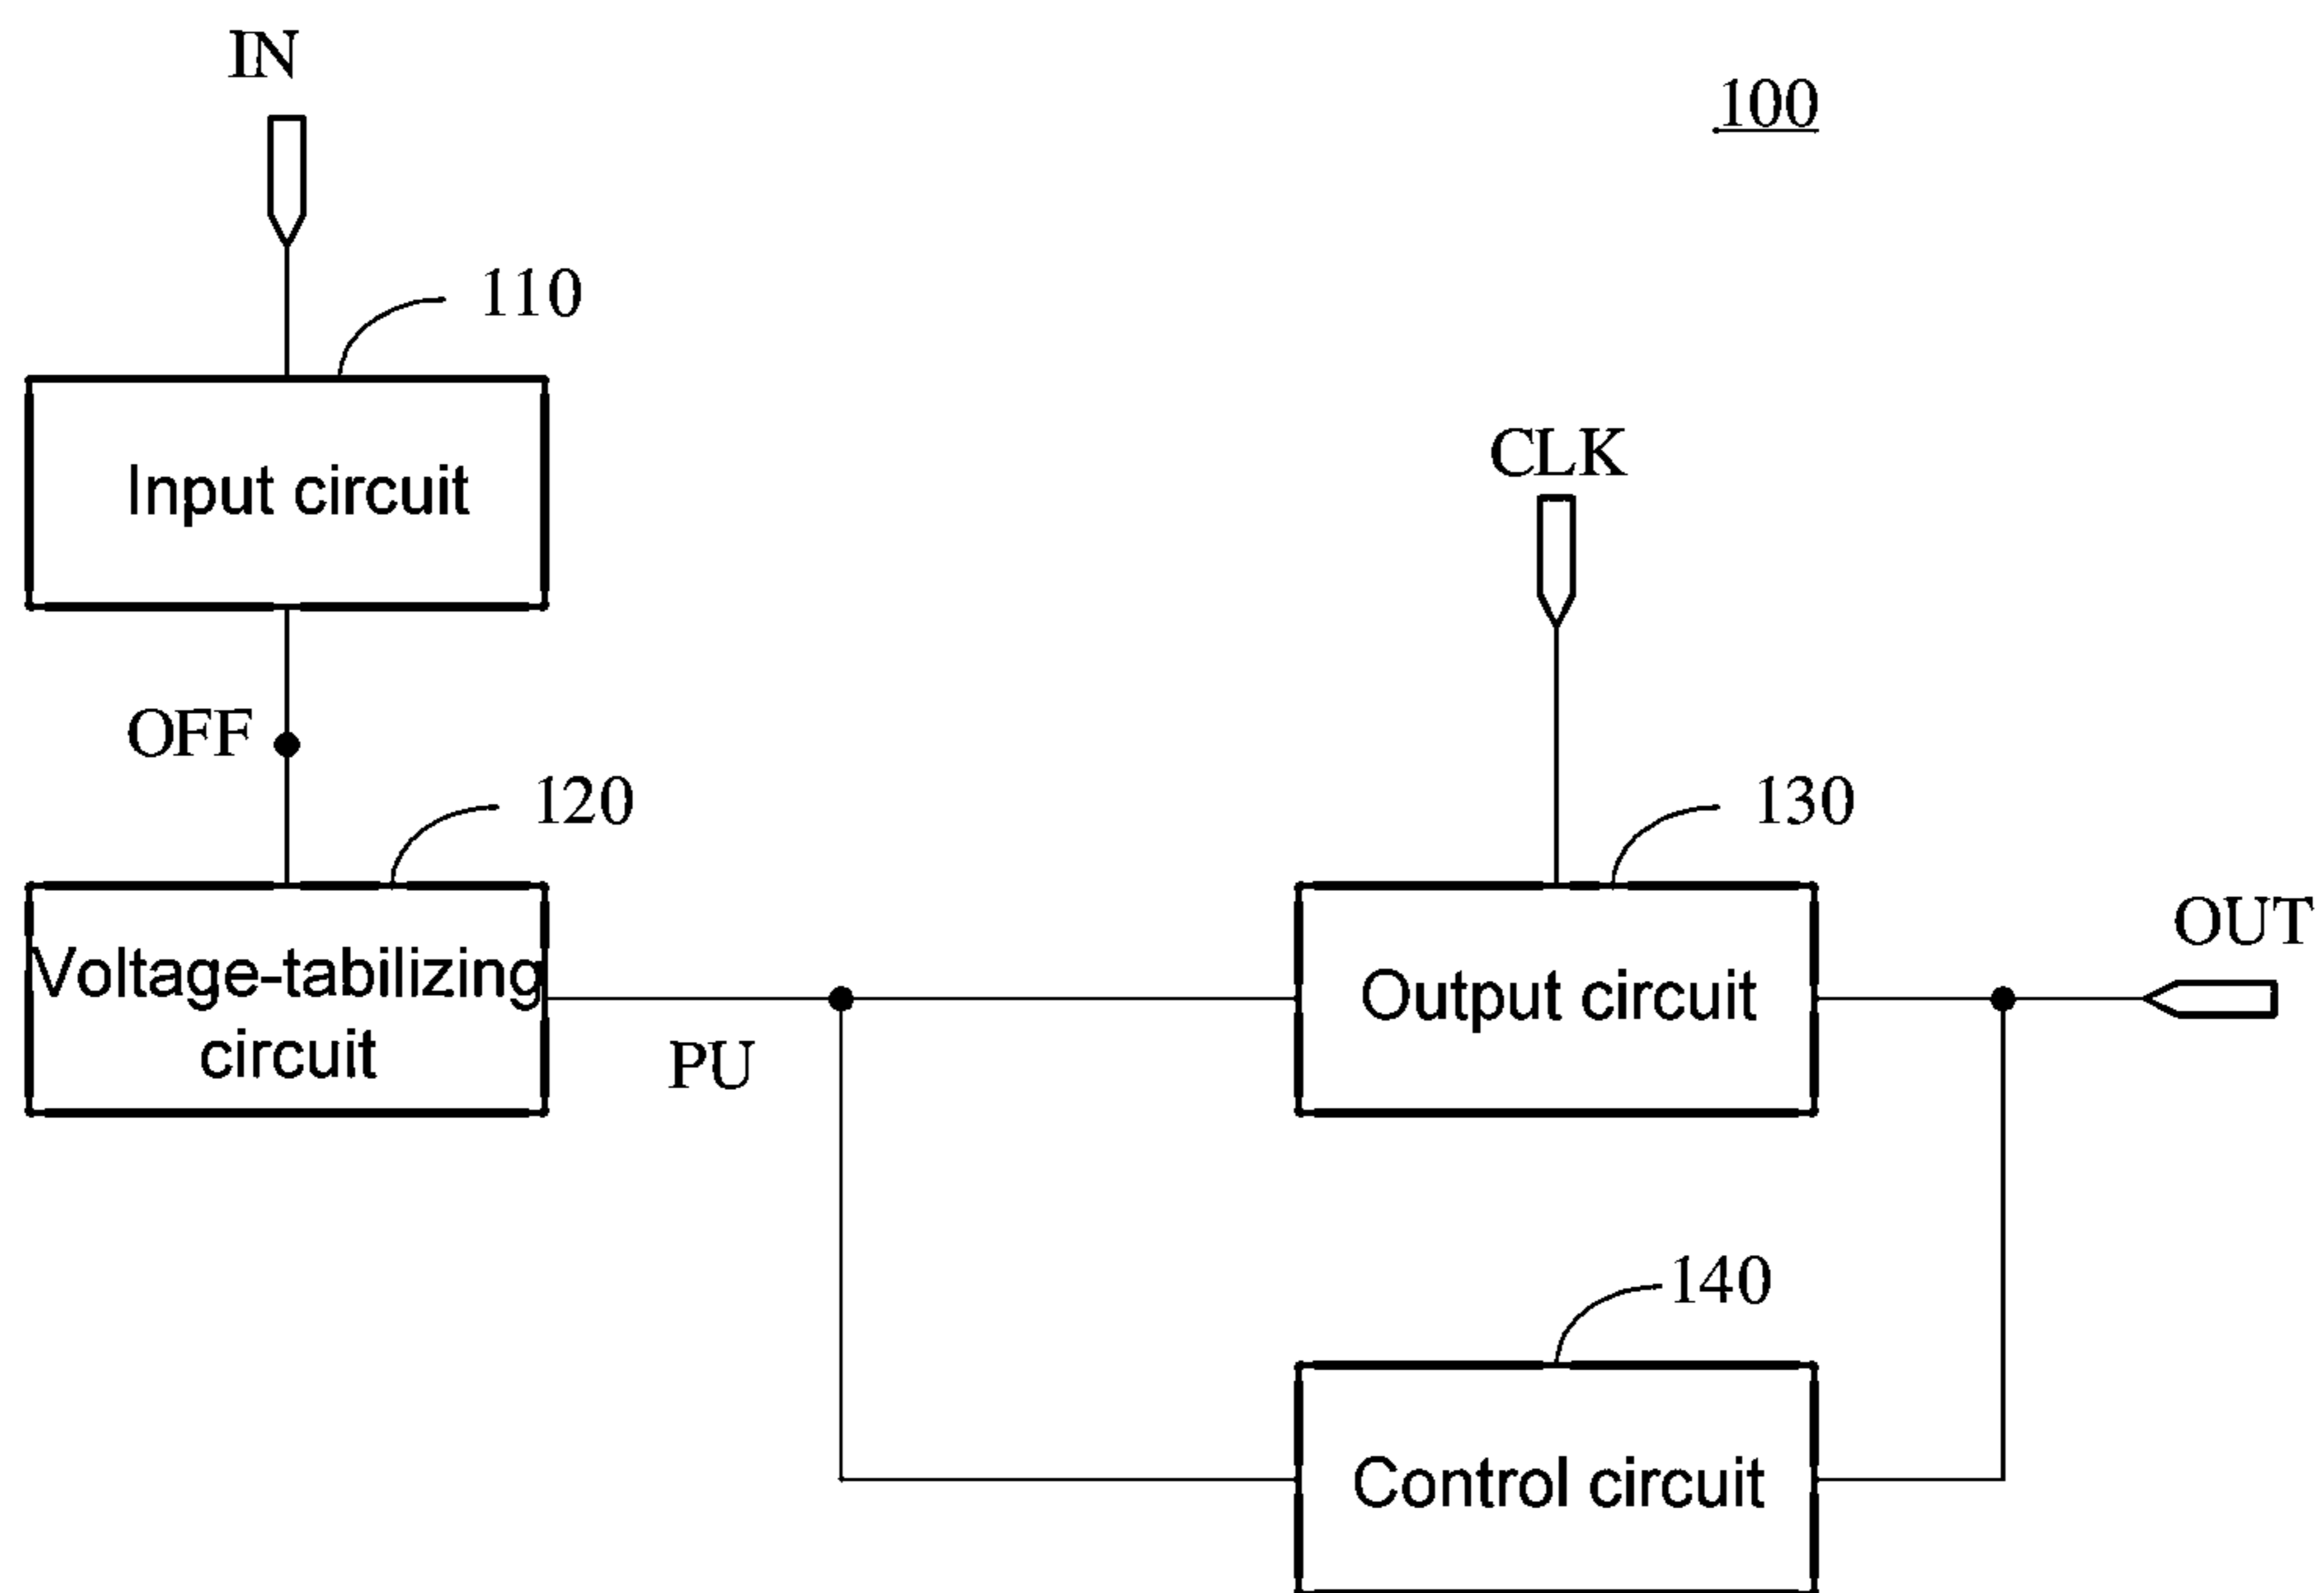 IN
100
110
Input circuit
CLK
OFF
120
130
Voltage-tabilizing
circuit
Output circuit
OUT
PU
140
Control circuit